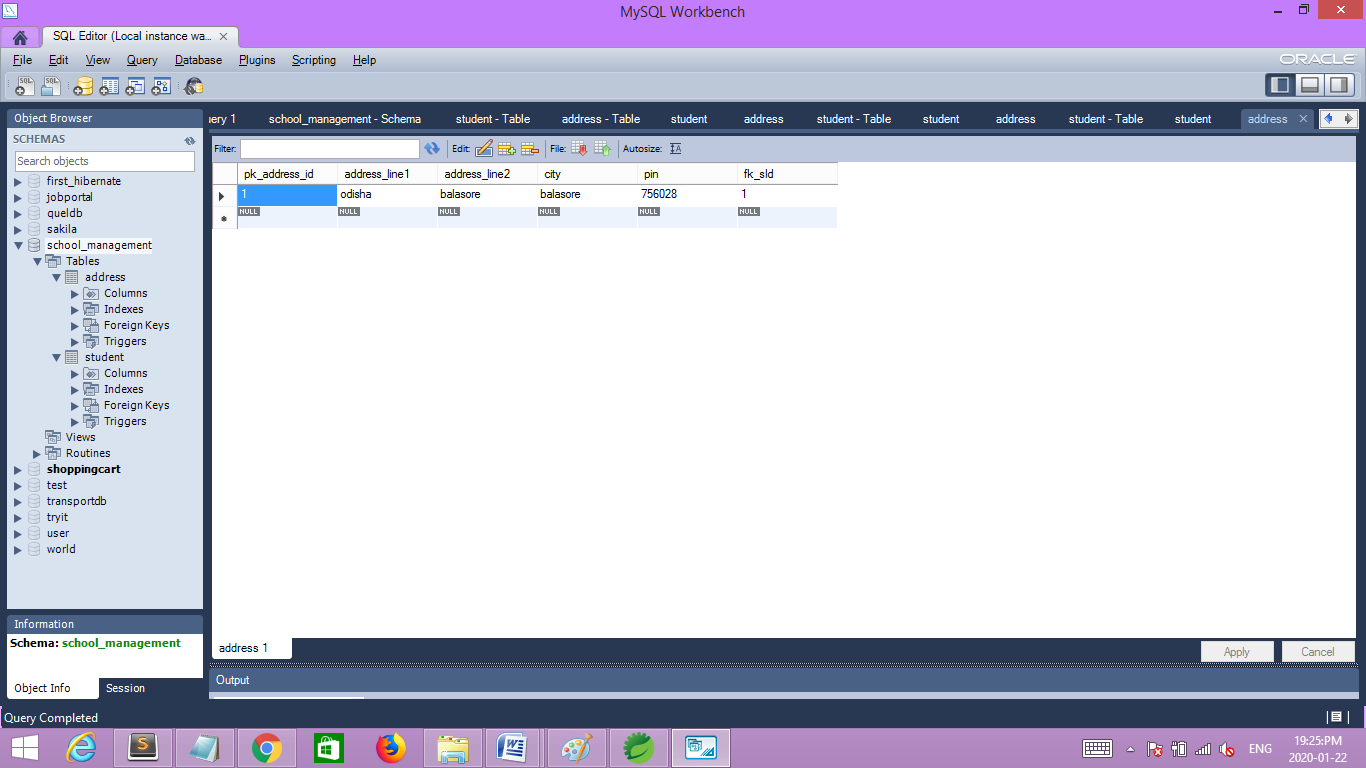 MySQL Workbench
SQL Editor (Local instance wa...
File Edit View Query Database Plugins Scripting Help
ORACLE
SQL SQL
Object Browser
SCHEMAS
Search objects
first_hibernate
jobportal
queldb
sakila
school_management
Tables
address
Columns
Indexes
Foreign Keys
Triggers
student
Columns
Indexes
Foreign Keys
Triggers
Views
Routines
shoppingcart
test
transportdb
tryit
user
world
Information
Schema: school_management
Object Info Session
uery 1 school_management - Schema student - Table address - Table student address student - Table student address student - Table student address
Filter: Edit: File: Autosize:
pk_address_id address_line1 address_line2 city pin fk_sId
1 odisha balasore balasore 756028 1
NULL NULL NULL NULL NULL NULL
address 1
Apply Cancel
Output
Query Completed
ENG
19:25:PM
2020-01-22